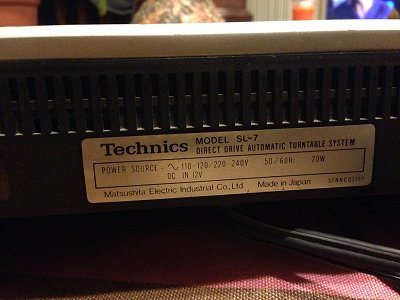 Technics MODEL SL-7
DIRECT DRIVE AUTOMATIC TURNTABLE SYSTEM
POWER SOURCE - ∿ 110-120/220-240V 50/60Hz 20W
DC IN 12V
Matsushita Electric Industrial Co., Ltd. Made in Japan